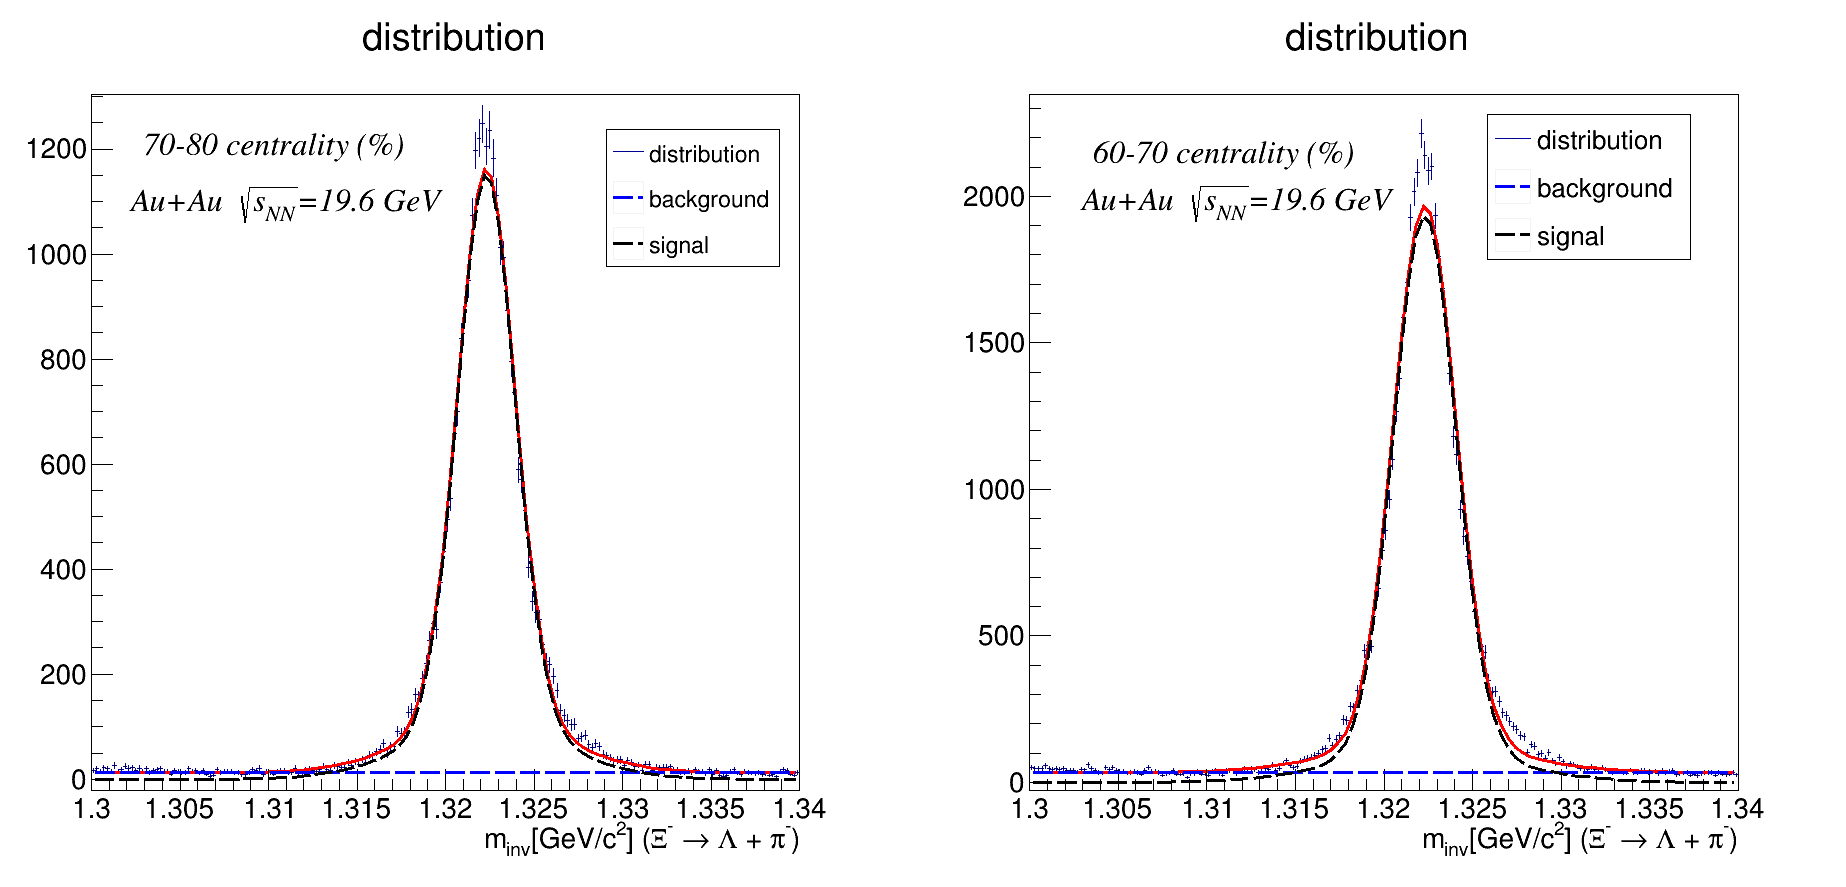 distribution
70-80 centrality (%)
Au+Au √sNN=19.6 GeV
distribution
background
signal
1200
1000
800
600
400
200
0
1.3 1.305 1.31 1.315 1.32 1.325 1.33 1.335 1.34
minv[GeV/c2] (Ξ- → Λ + π-)
distribution
60-70 centrality (%)
Au+Au √sNN=19.6 GeV
distribution
background
signal
2000
1500
1000
500
0
1.3 1.305 1.31 1.315 1.32 1.325 1.33 1.335 1.34
minv[GeV/c2] (Ξ- → Λ + π-)